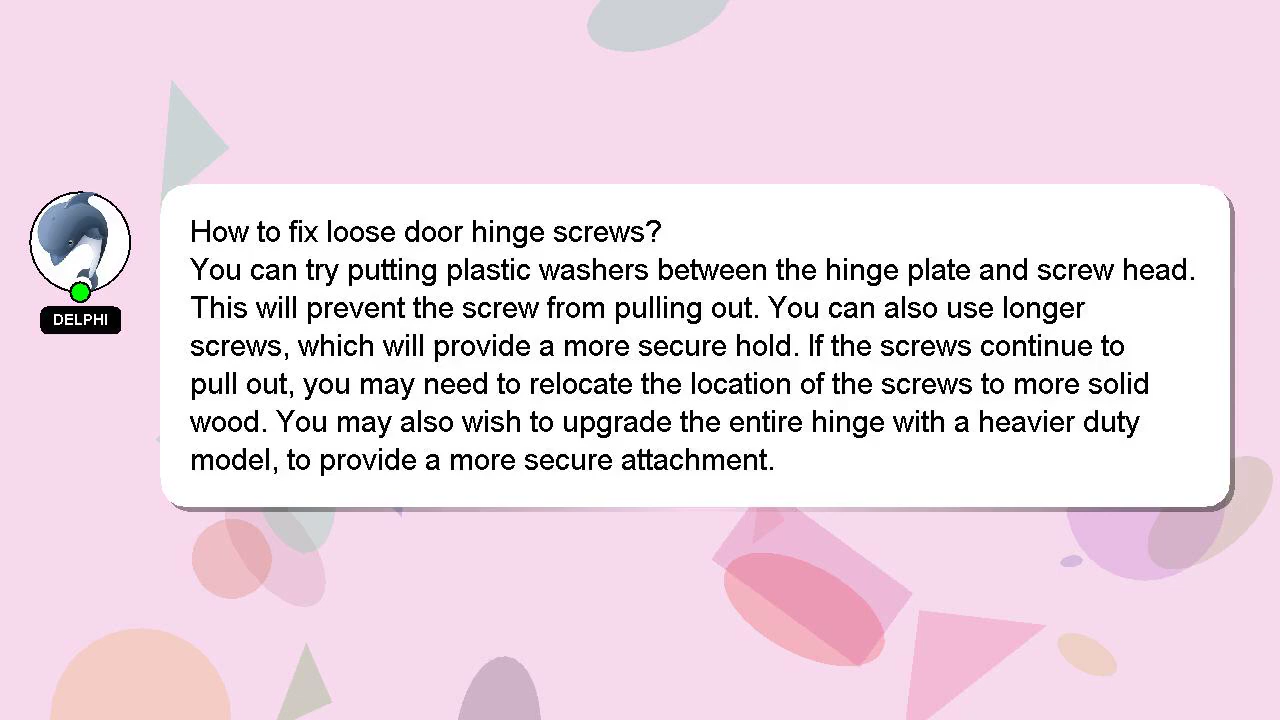 How to fix loose door hinge screws?
You can try putting plastic washers between the hinge plate and screw head.
This will prevent the screw from pulling out. You can also use longer
screws, which will provide a more secure hold. If the screws continue to
pull out, you may need to relocate the location of the screws to more solid
wood. You may also wish to upgrade the entire hinge with a heavier duty
model, to provide a more secure attachment.
DELPHI